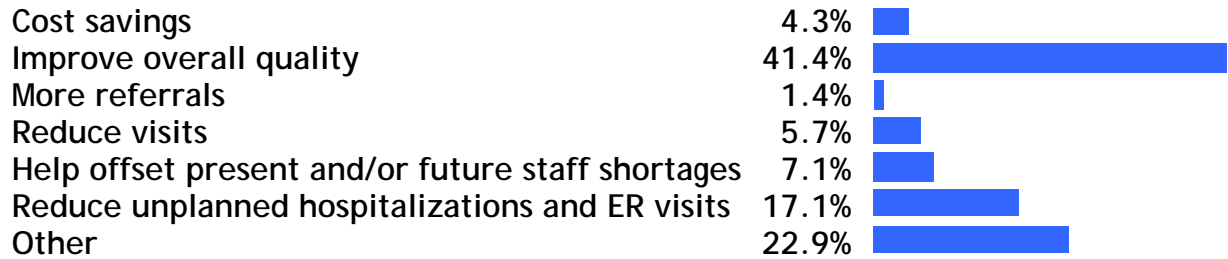 Cost savings 4.3%
Improve overall quality 41.4%
More referrals 1.4%
Reduce visits 5.7%
Help offset present and/or future staff shortages 7.1%
Reduce unplanned hospitalizations and ER visits 17.1%
Other 22.9%